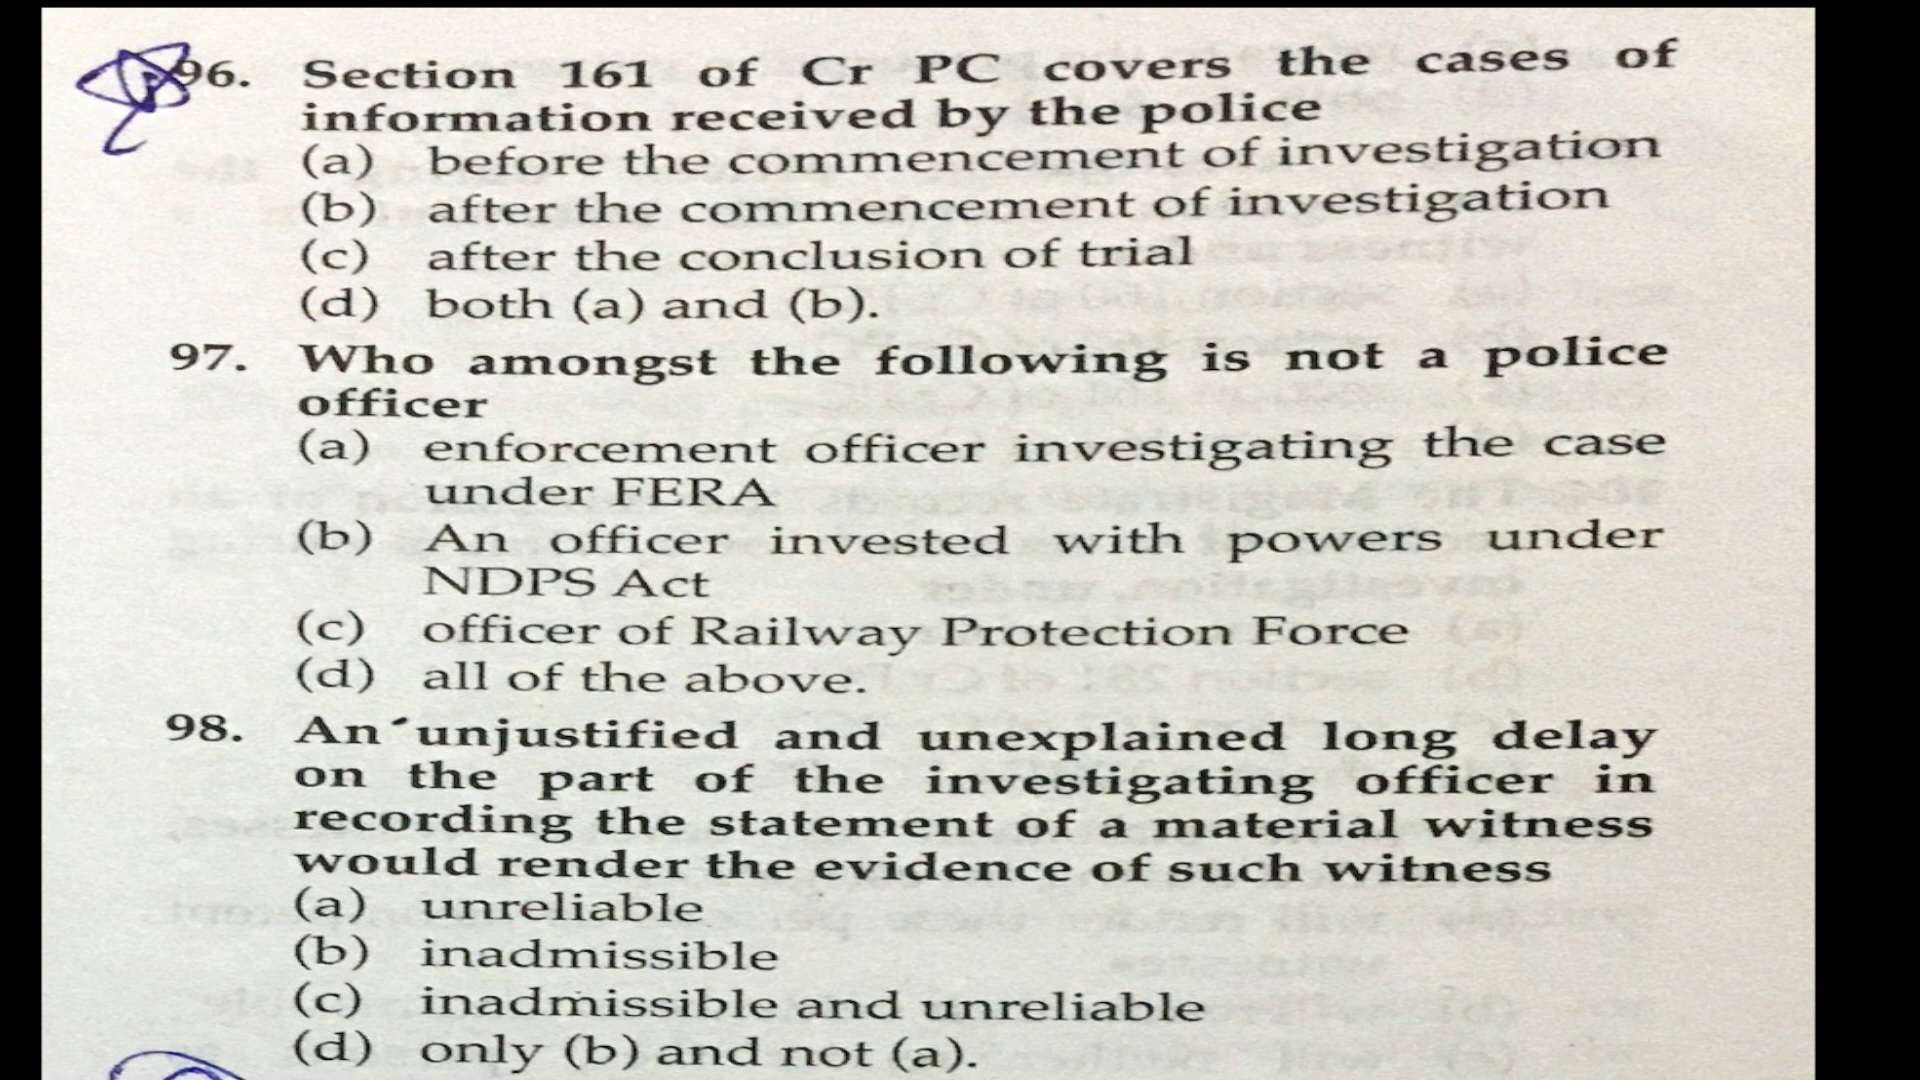 96. Section 161 of Cr PC covers the cases of
information received by the police
(a) before the commencement of investigation
(b) after the commencement of investigation
(c) after the conclusion of trial
(d) both (a) and (b).
97. Who amongst the following is not a police
officer
(a) enforcement officer investigating the case
under FERA
(b) An officer invested with powers under
NDPS Act
(c) officer of Railway Protection Force
(d) all of the above.
98. An unjustified and unexplained long delay
on the part of the investigating officer in
recording the statement of a material witness
would render the evidence of such witness
(a) unreliable
(b) inadmissible
(c) inadmissible and unreliable
(d) only (b) and not (a).